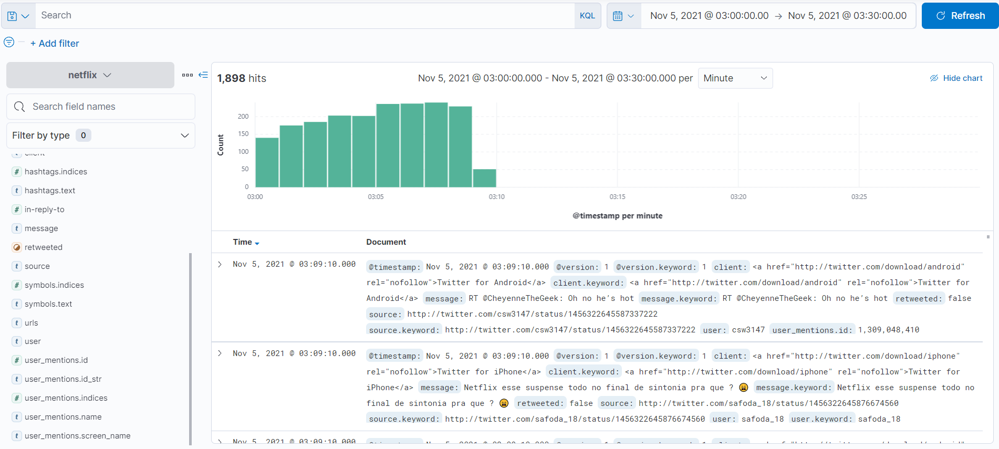 Search KQL Nov 5, 2021 @ 03:00:00.00 → Nov 5, 2021 @ 03:30:00.00 Refresh
+ Add filter
netflix
Search field names
Filter by type 0
client
hashtags.indices
hashtags.text
in-reply-to
message
retweeted
source
symbols.indices
symbols.text
urls
user
user_mentions.id
user_mentions.id_str
user_mentions.indices
user_mentions.name
user_mentions.screen_name
1,898 hits
Nov 5, 2021 @ 03:00:00.000 - Nov 5, 2021 @ 03:30:00.000 per Minute
Hide chart
Count
200
150
100
50
0
03:00 03:05 03:10 03:15 03:20 03:25
@timestamp per minute
Time Document
Nov 5, 2021 @ 03:09:10.000
@timestamp: Nov 5, 2021 @ 03:09:10.000 @version: 1 @version.keyword: 1 client: <a href="http://twitter.com/download/android"
rel="nofollow">Twitter for Android</a> client.keyword: <a href="http://twitter.com/download/android" rel="nofollow">Twitter for
Android</a> message: RT @CheyenneTheGeek: Oh no he's hot message.keyword: RT @CheyenneTheGeek: Oh no he's hot retweeted: false
source: http://twitter.com/csw3147/status/1456322645587337222
source.keyword: http://twitter.com/csw3147/status/1456322645587337222 user: csw3147 user_mentions.id: 1,309,048,410
Nov 5, 2021 @ 03:09:10.000
@timestamp: Nov 5, 2021 @ 03:09:10.000 @version: 1 @version.keyword: 1 client: <a href="http://twitter.com/download/iphone"
rel="nofollow">Twitter for iPhone</a> client.keyword: <a href="http://twitter.com/download/iphone" rel="nofollow">Twitter for
iPhone</a> message: Netflix esse suspense todo no final de sintonia pra que ? 😩 message.keyword: Netflix esse suspense todo no
final de sintonia pra que ? 😩 retweeted: false source: http://twitter.com/safoda_18/status/1456322645876674560
source.keyword: http://twitter.com/safoda_18/status/1456322645876674560 user: safoda_18 user.keyword: safoda_18
Nov 5, 2021 @ 03:09:10.000